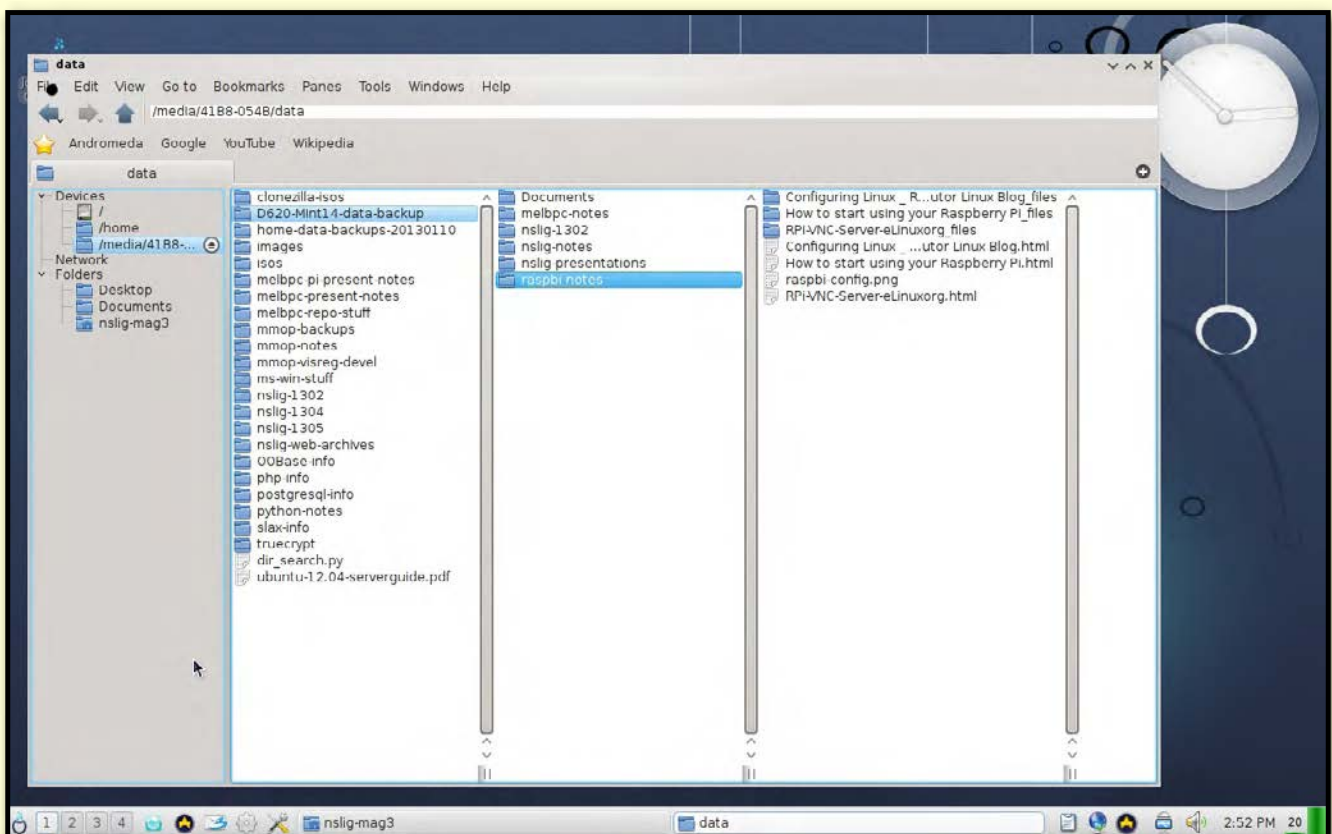 data
File Edit View Go to Bookmarks Panes Tools Windows Help
/media/41B8-054B/data
Andromeda Google YouTube Wikipedia
data
Devices
/
/home
/media/41B8-...
Network
Folders
Desktop
Documents
nslig-mag3
clonezilla-isos
D620-Mint14-data-backup
home-data-backups-20130110
images
isos
melbpc-pi-present-notes
melbpc-present-notes
melbpc-repo-stuff
mmop-backups
mmop-notes
mmop-visreg-devel
ms-win-stuff
nslig-1302
nslig-1304
nslig-1305
nslig-web-archives
OOBase-info
php-info
postgresql-info
python-notes
slax-info
truecrypt
dir_search.py
ubuntu-12.04-serverguide.pdf
Documents
melbpc-notes
nslig-1302
nslig-notes
nslig-presentations
raspbi-notes
Configuring Linux _ R...utor Linux Blog_files
How to start using your Raspberry Pi_files
RPi-VNC-Server-eLinuxorg_files
Configuring Linux _ ...utor Linux Blog.html
How to start using your Raspberry Pi.html
raspbi-config.png
RPi-VNC-Server-eLinuxorg.html
1 2 3 4 nslig-mag3 data 2:52 PM 20